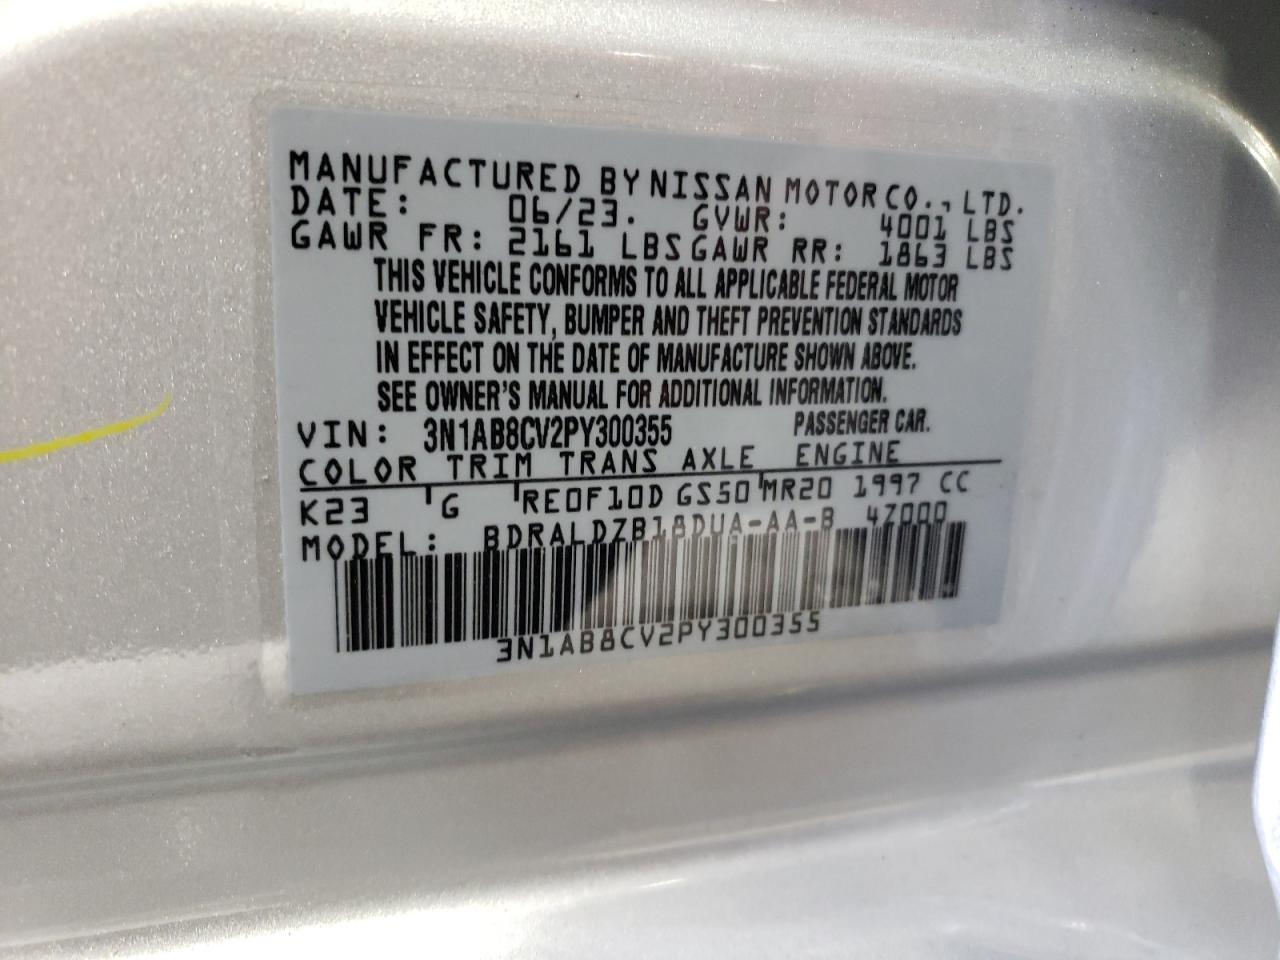 MANUFACTURED BY NISSAN MOTOR CO., LTD.
DATE: 06/23. GVWR: 4001 LBS
GAWR FR: 2161 LBS GAWR RR: 1863 LBS
THIS VEHICLE CONFORMS TO ALL APPLICABLE FEDERAL MOTOR
VEHICLE SAFETY, BUMPER AND THEFT PREVENTION STANDARDS
IN EFFECT ON THE DATE OF MANUFACTURE SHOWN ABOVE.
SEE OWNER'S MANUAL FOR ADDITIONAL INFORMATION.
VIN: 3N1AB8CV2PY300355 PASSENGER CAR.
COLOR TRIM TRANS AXLE ENGINE
K23 G RE0F10D GS50 MR20 1997 CC
MODEL: BDRALDZB18DUA-AA-B 4Z000
3N1AB8CV2PY300355